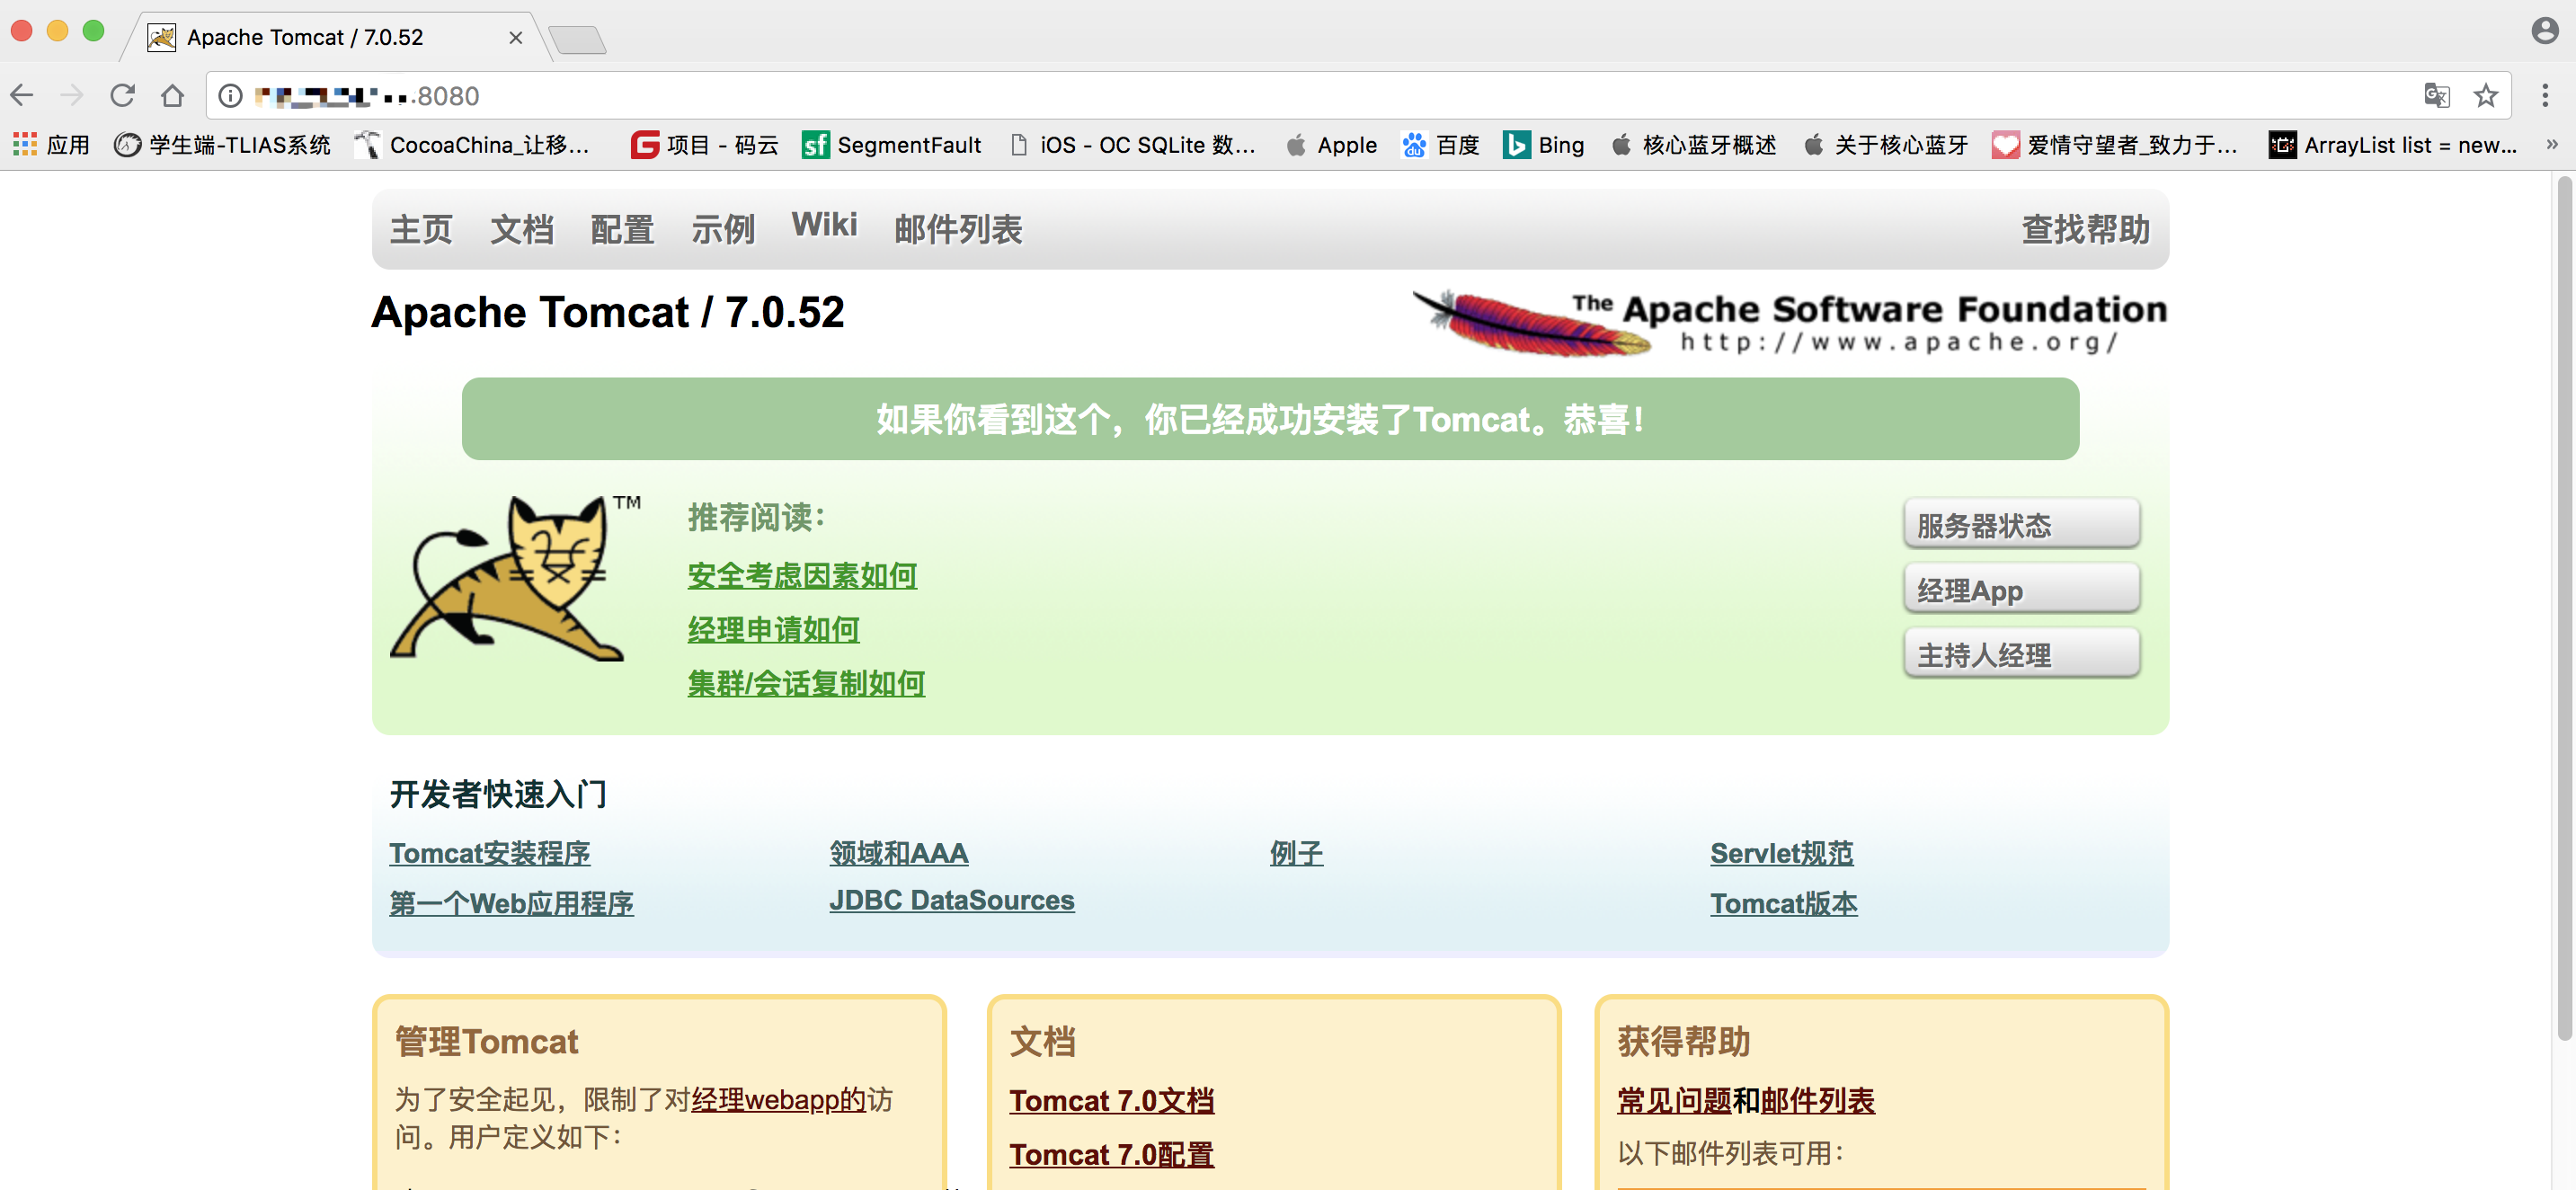 Apache Tomcat / 7.0.52
:8080
应用 学生端-TLIAS系统 CocoaChina_让移... 项目 - 码云 SegmentFault iOS - OC SQLite 数... Apple 百度 Bing 核心蓝牙概述 关于核心蓝牙 爱情守望者_致力于... ArrayList list = new... »
主页 文档 配置 示例 Wiki 邮件列表 查找帮助
Apache Tomcat / 7.0.52
The Apache Software Foundation
http://www.apache.org/
如果你看到这个，你已经成功安装了Tomcat。恭喜！
TM
推荐阅读：
安全考虑因素如何
经理申请如何
集群/会话复制如何
服务器状态
经理App
主持人经理
开发者快速入门
Tomcat安装程序 领域和AAA 例子 Servlet规范
第一个Web应用程序 JDBC DataSources Tomcat版本
管理Tomcat
为了安全起见，限制了对经理webapp的访
问。用户定义如下：
文档
Tomcat 7.0文档
Tomcat 7.0配置
获得帮助
常见问题和邮件列表
以下邮件列表可用：